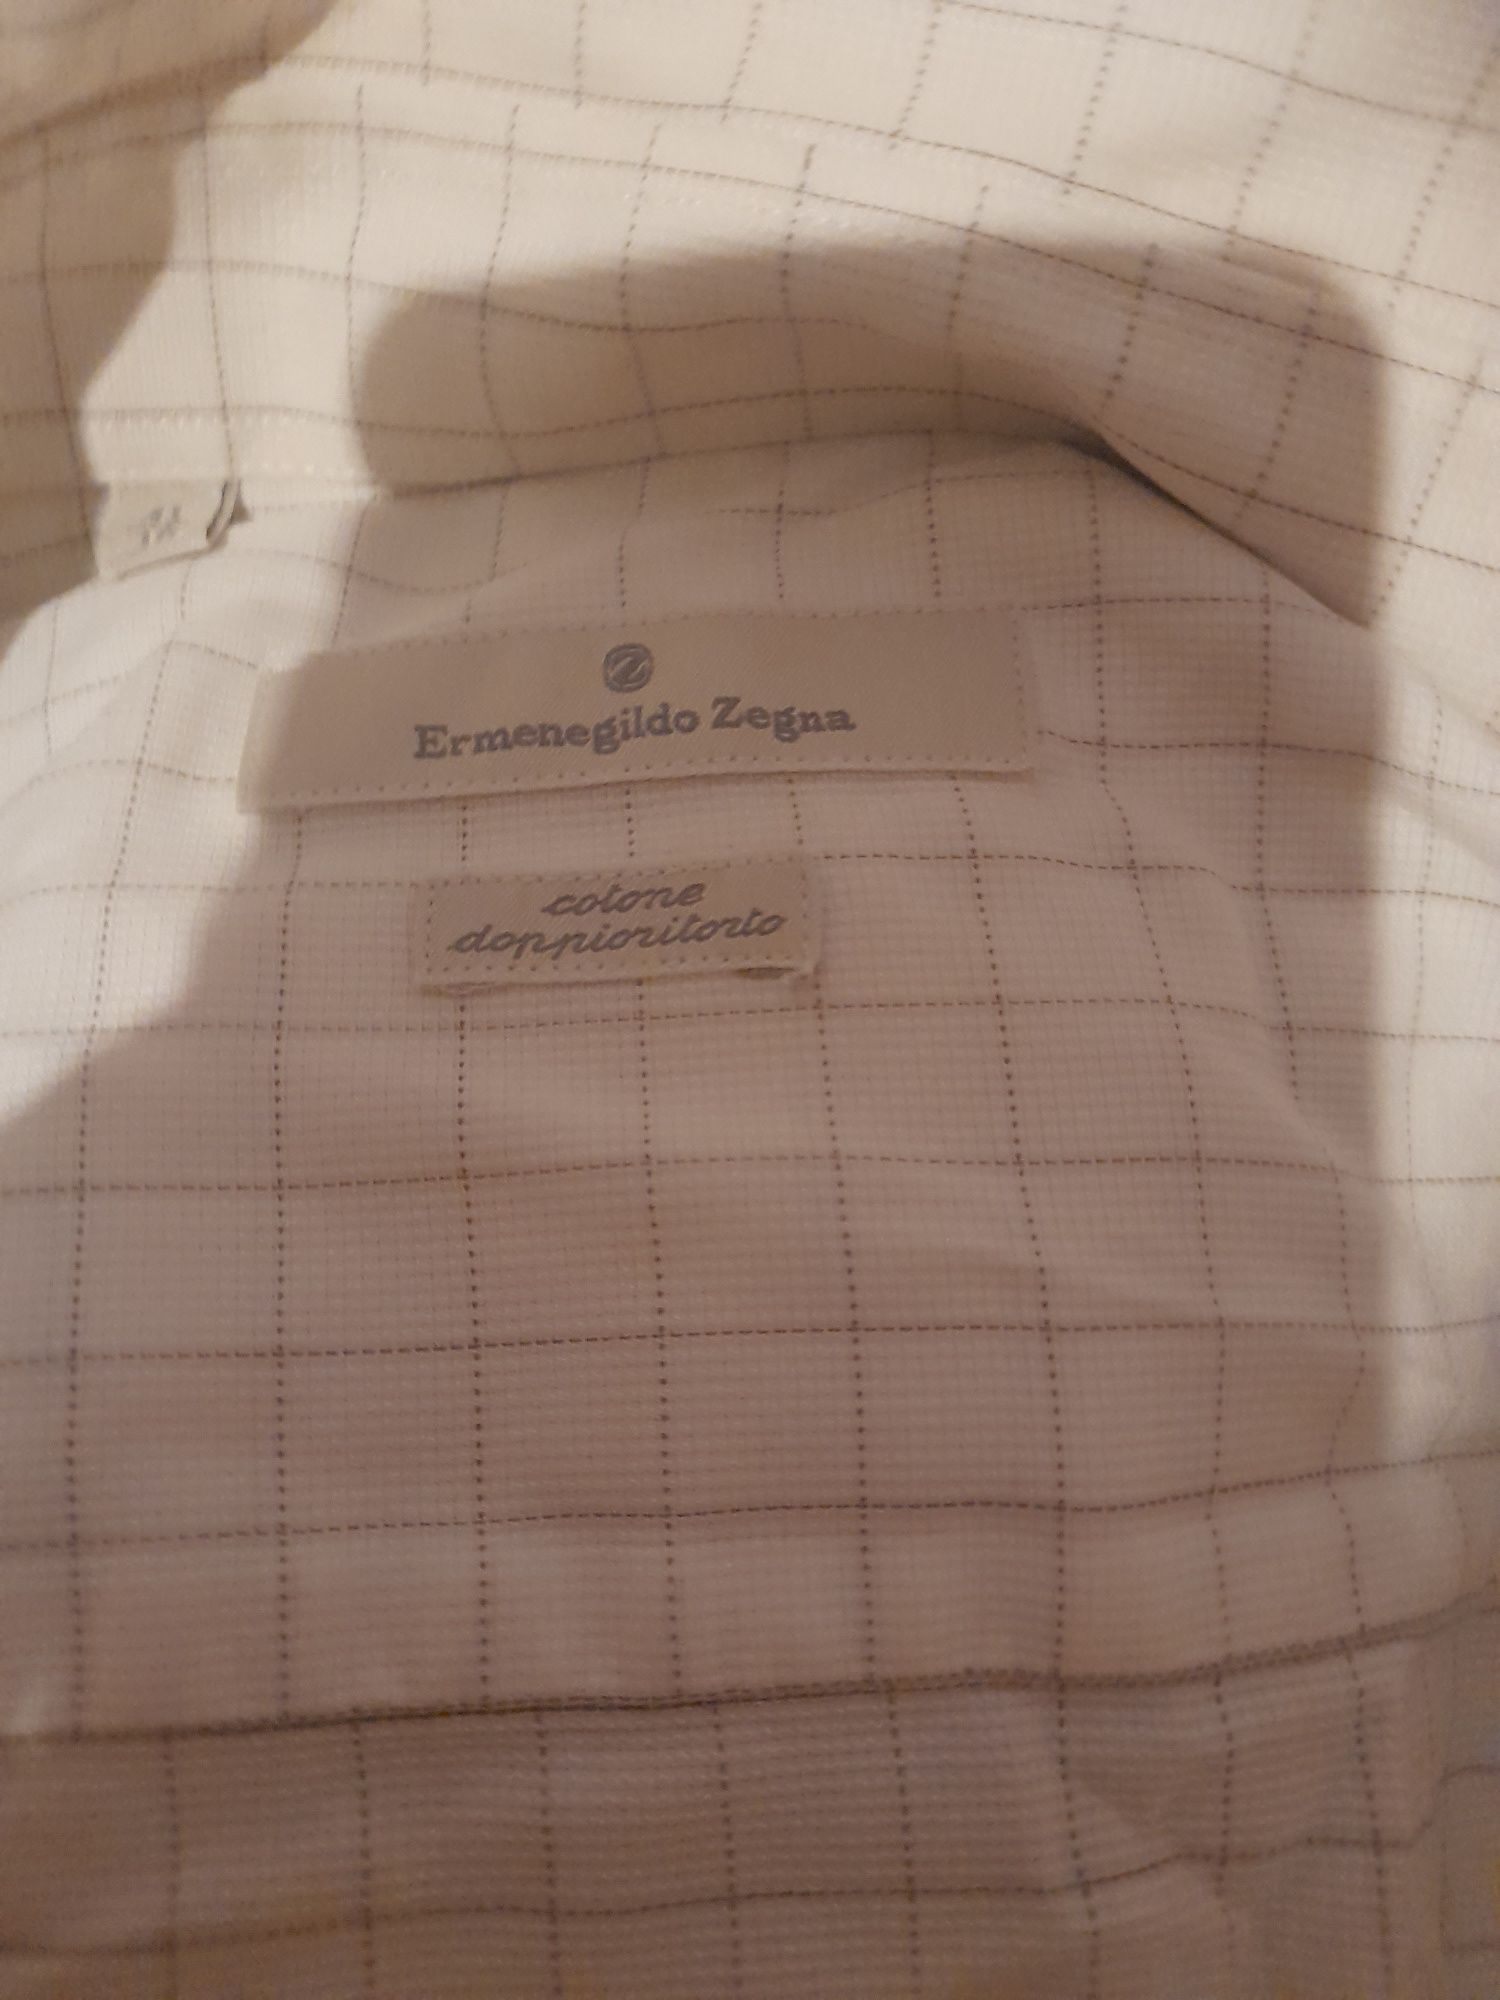 Ermenegildo Zegna
cotone
doppioritorto